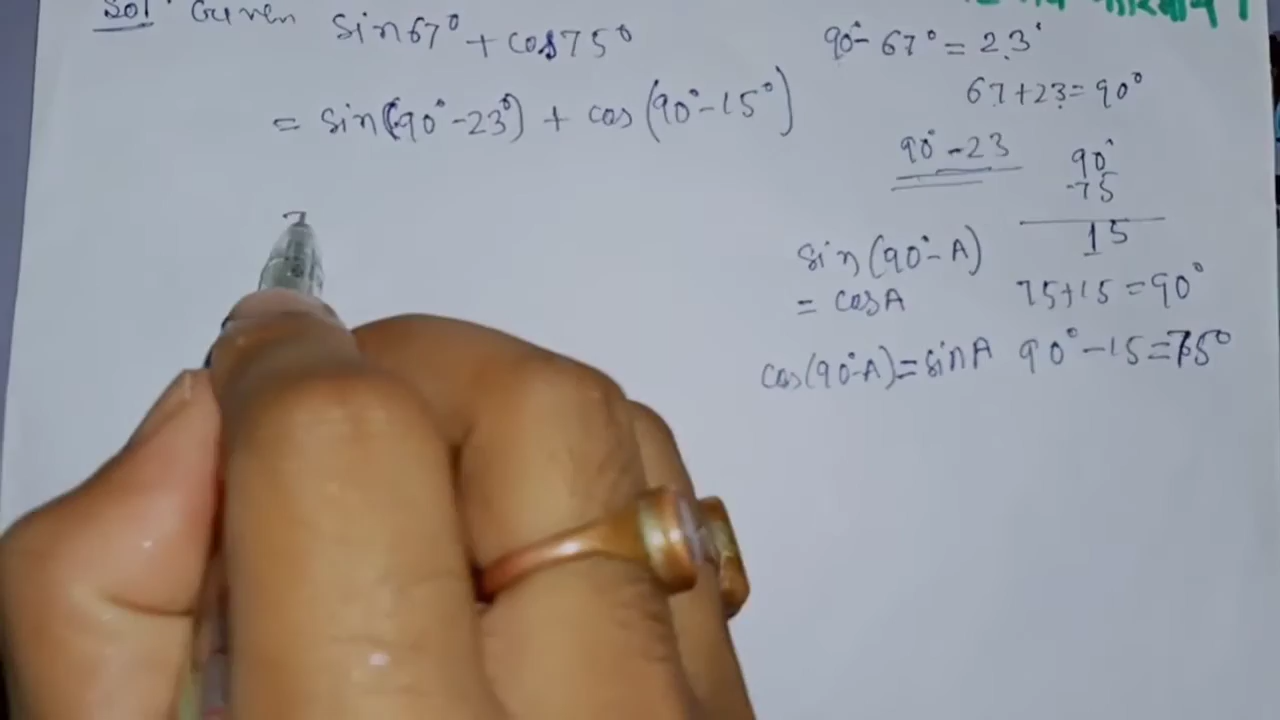 Sol' Given sin67° + cos75°
= sin(90°-23°) + cos(90°-15°)
=
90°-67°=23°
67+23=90°
90°-23
90°
-75
15
sin(90°-A)
= cosA
75+15=90°
cos(90°-A)=sinA
90°-15=75°